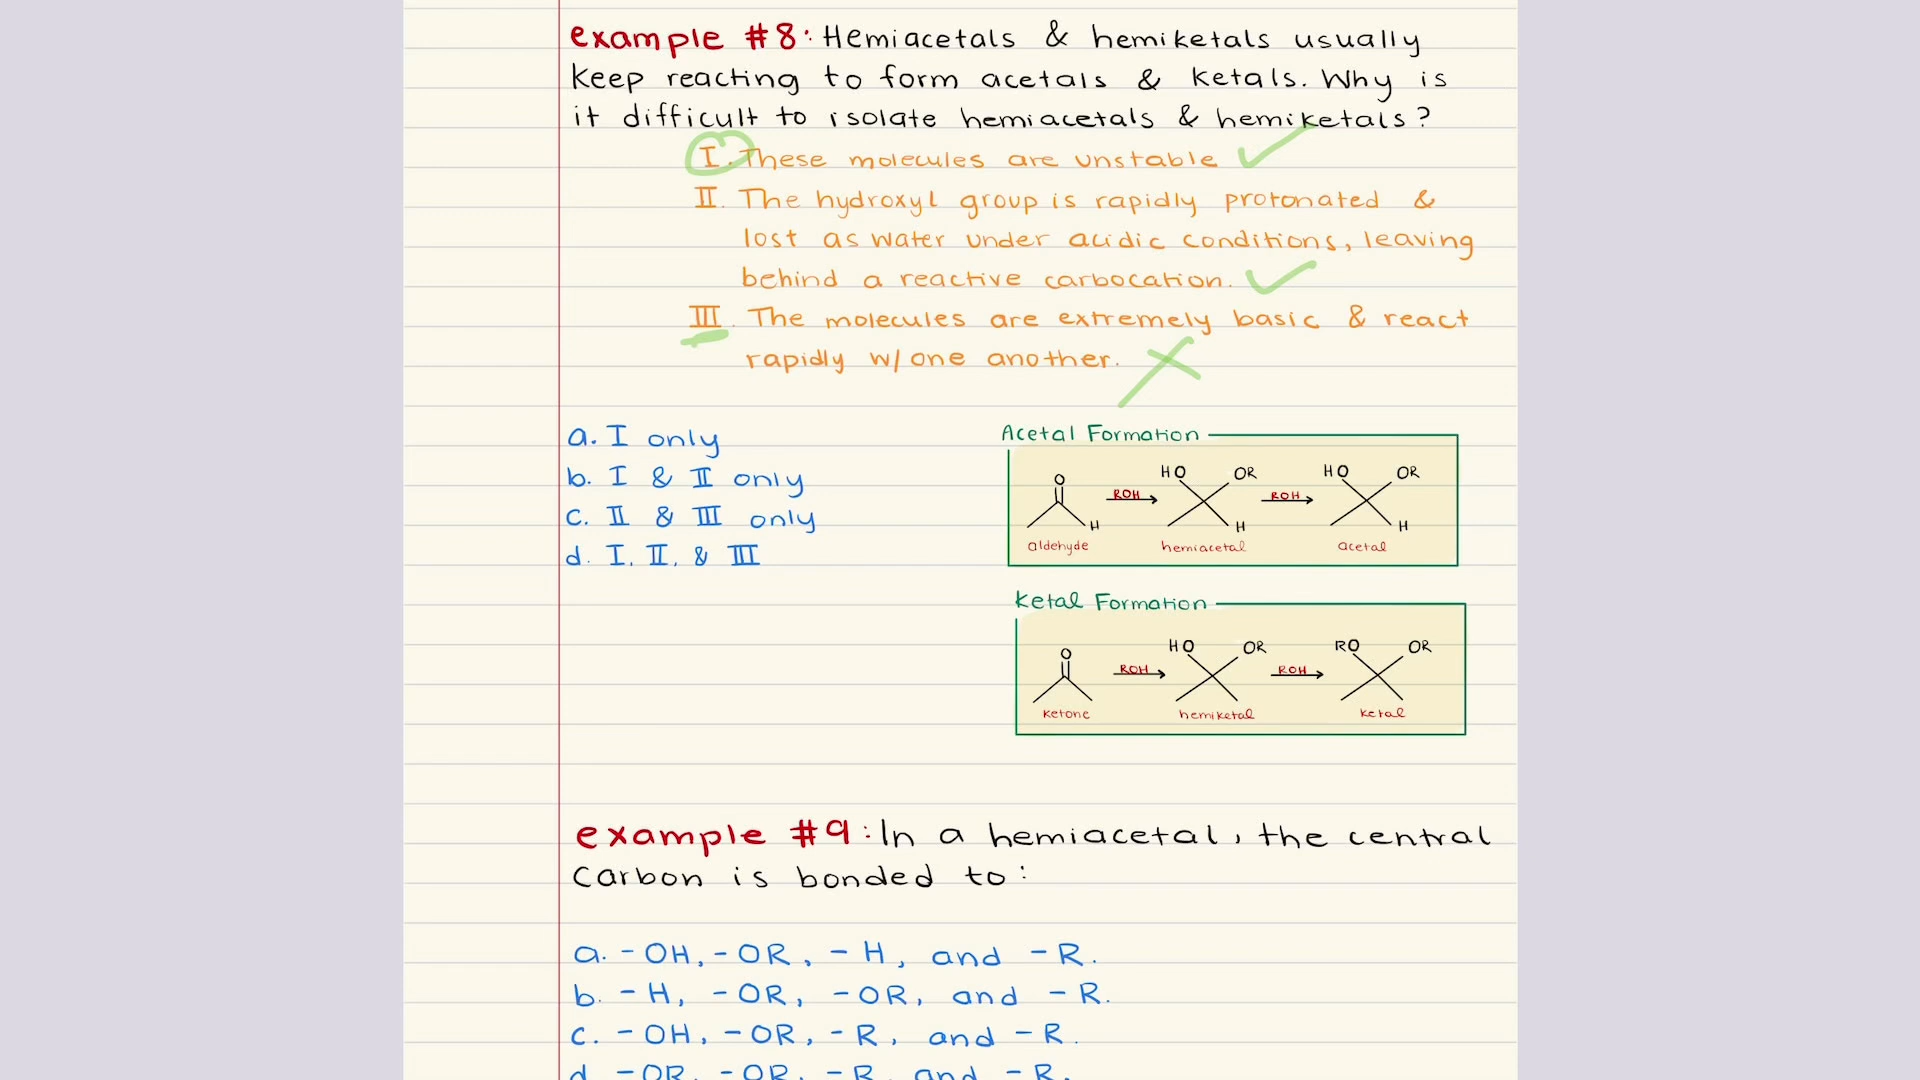 example #8: Hemiacetals & hemiketals usually
keep reacting to form acetals & ketals. Why is
it difficult to isolate hemiacetals & hemiketals?
I. These molecules are unstable
II. The hydroxyl group is rapidly protonated &
lost as water under acidic conditions, leaving
behind a reactive carbocation.
III. The molecules are extremely basic & react
rapidly w/ one another.
a. I only
b. I & II only
c. II & III only
d. I, II, & III
Acetal Formation
O
H
aldehyde
ROH
HO
OR
H
hemiacetal
ROH
HO
OR
H
acetal
Ketal Formation
O
ketone
ROH
HO
OR
hemiketal
ROH
RO
OR
ketal
example #9: In a hemiacetal, the central
carbon is bonded to:
a. -OH, -OR, -H, and -R.
b. -H, -OR, -OR, and -R.
c. -OH, -OR, -R, and -R.
d. -OR, -OR, -R, and -R.